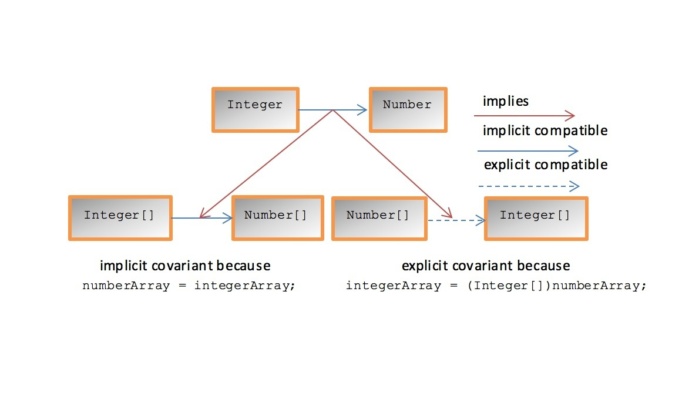 Integer
Number
implies
implicit compatible
explicit compatible
Integer[]
Number[]
Number[]
Integer[]
implicit covariant because
numberArray = integerArray;
explicit covariant because
integerArray = (Integer[])numberArray;